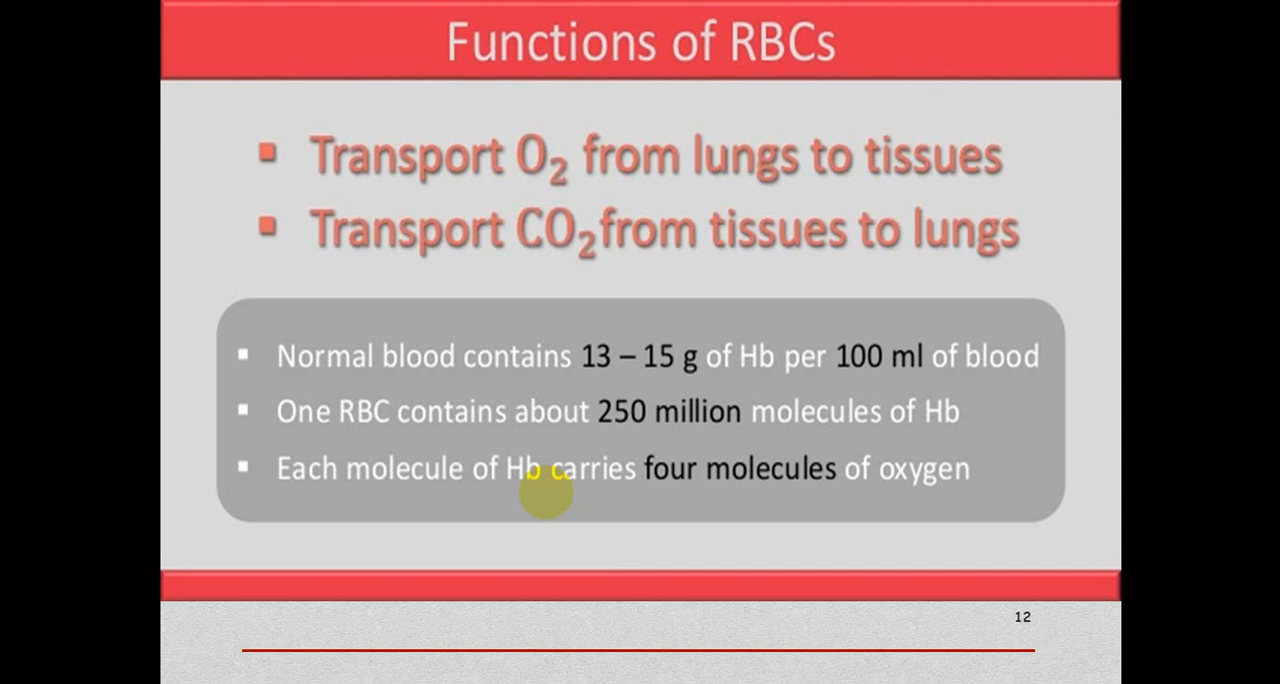 Functions of RBCs
▪ Transport O₂ from lungs to tissues
▪ Transport CO₂from tissues to lungs
▪ Normal blood contains 13 – 15 g of Hb per 100 ml of blood
▪ One RBC contains about 250 million molecules of Hb
▪ Each molecule of Hb carries four molecules of oxygen
12